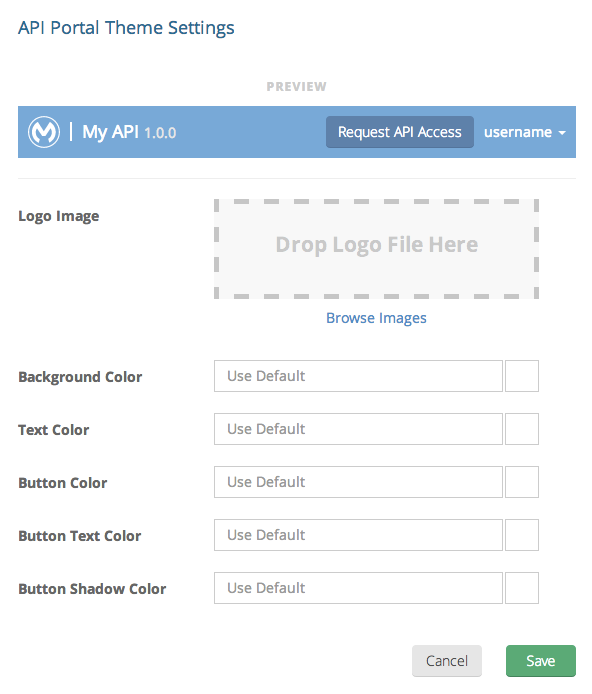 API Portal Theme Settings
PREVIEW
My API 1.0.0 Request API Access username
Logo Image
Drop Logo File Here
Browse Images
Background Color Use Default
Text Color Use Default
Button Color Use Default
Button Text Color Use Default
Button Shadow Color Use Default
Cancel Save